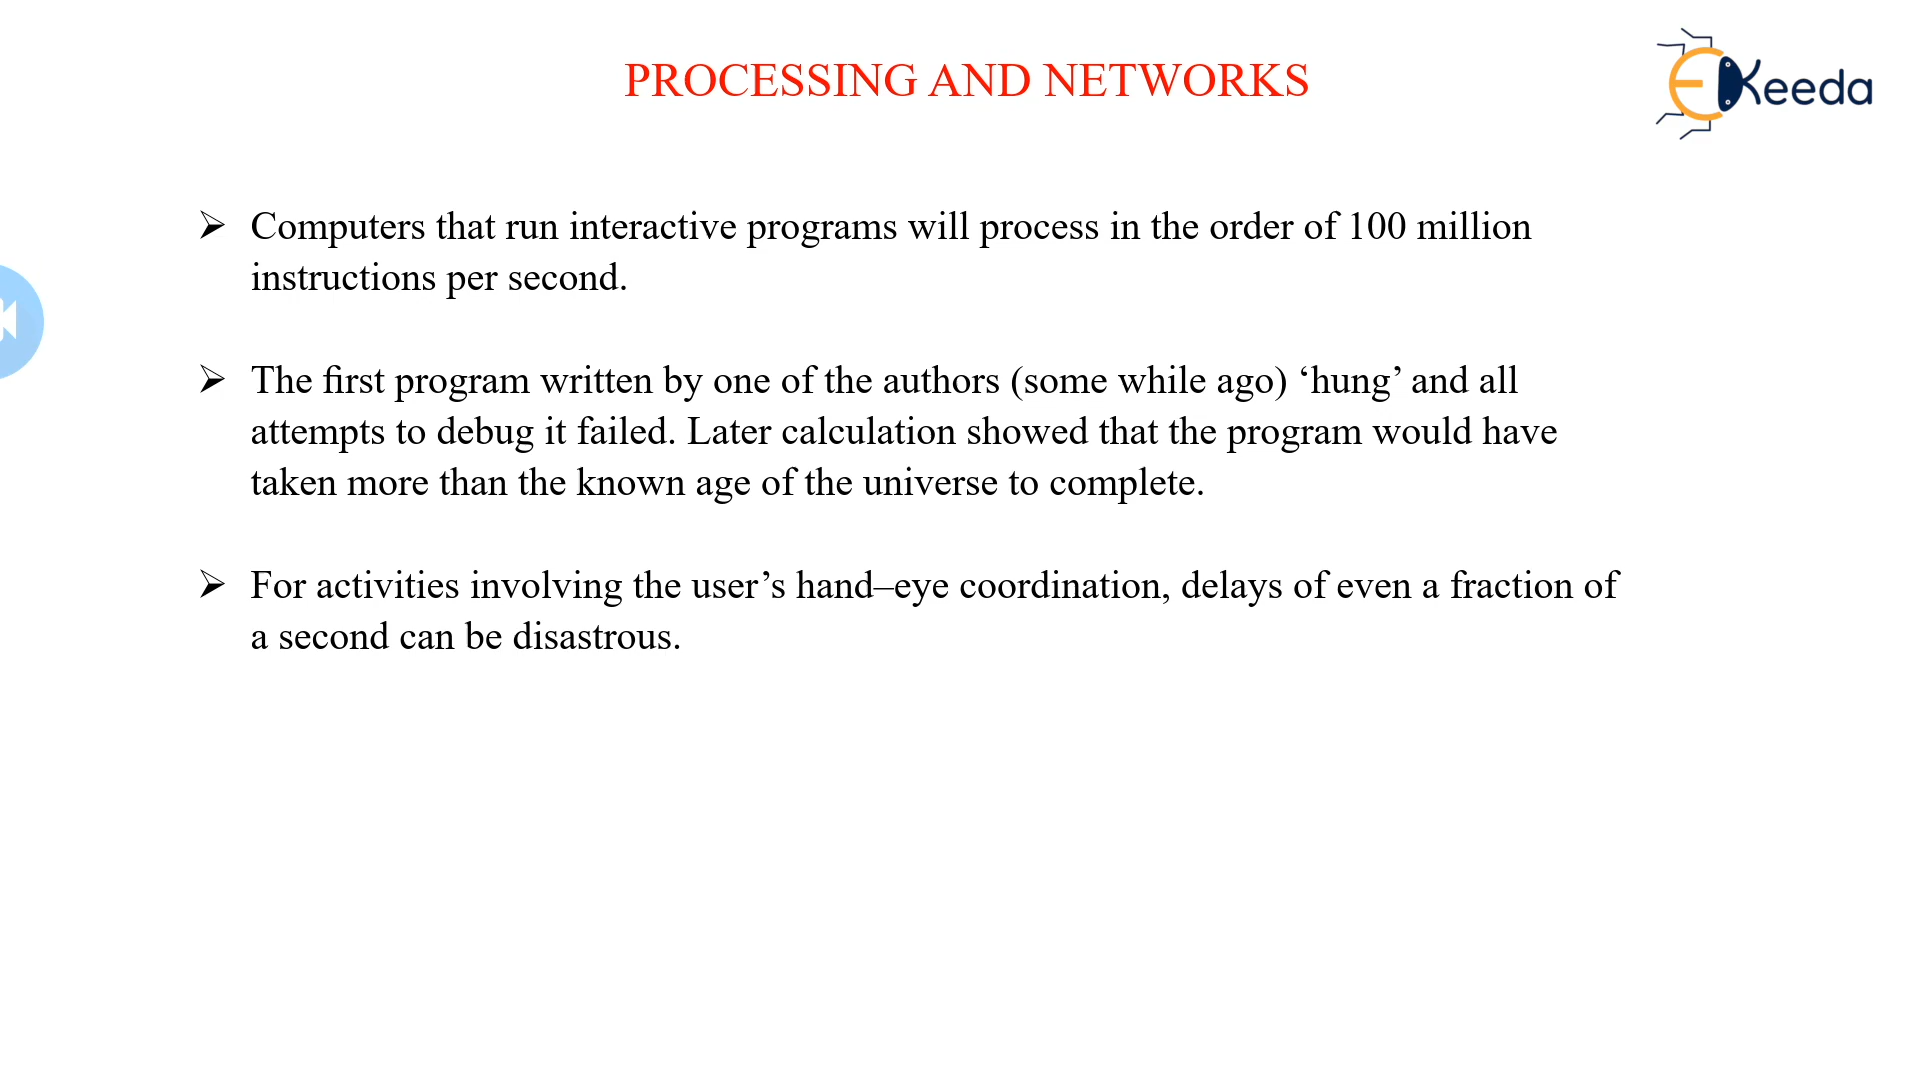 PROCESSING AND NETWORKS
EKeeda
➢ Computers that run interactive programs will process in the order of 100 million
instructions per second.
➢ The first program written by one of the authors (some while ago) ‘hung’ and all
attempts to debug it failed. Later calculation showed that the program would have
taken more than the known age of the universe to complete.
➢ For activities involving the user’s hand–eye coordination, delays of even a fraction of
a second can be disastrous.